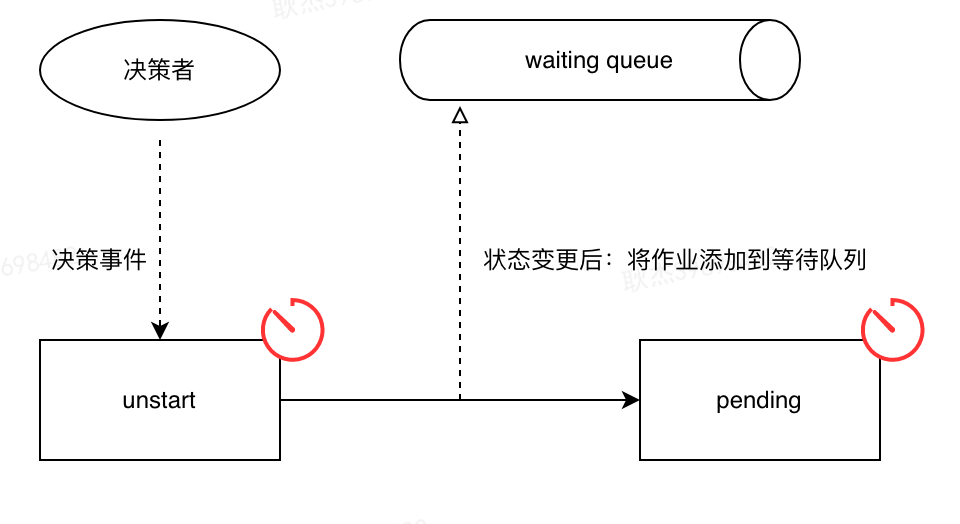 决策者
waiting queue
决策事件
状态变更后：将作业添加到等待队列
unstart
pending